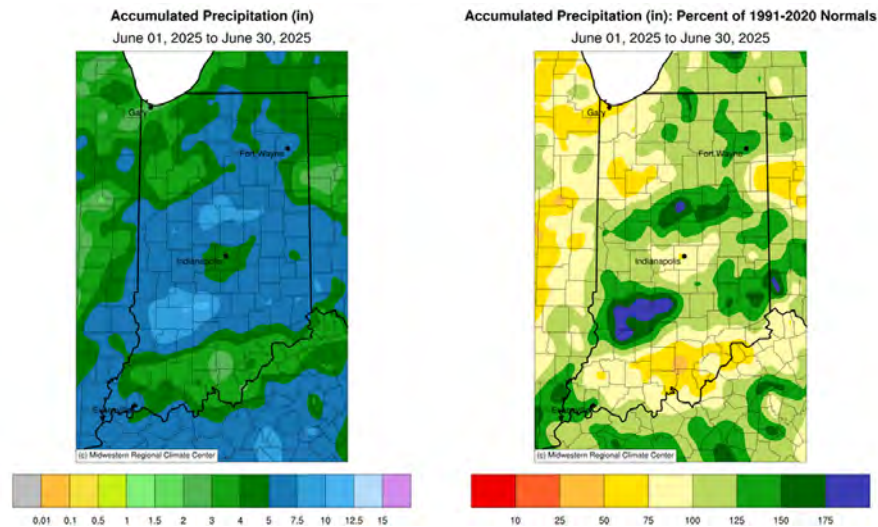 Accumulated Precipitation (in)
June 01, 2025 to June 30, 2025
Gary
Fort Wayne
Indianapolis
(c) Midwestern Regional Climate Center
0.01 0.1 0.5 1 1.5 2 3 4 5 7.5 10 12.5 15
Accumulated Precipitation (in): Percent of 1991-2020 Normals
June 01, 2025 to June 30, 2025
Gary
Fort Wayne
Indianapolis
(c) Midwestern Regional Climate Center
10 25 50 75 100 125 150 175